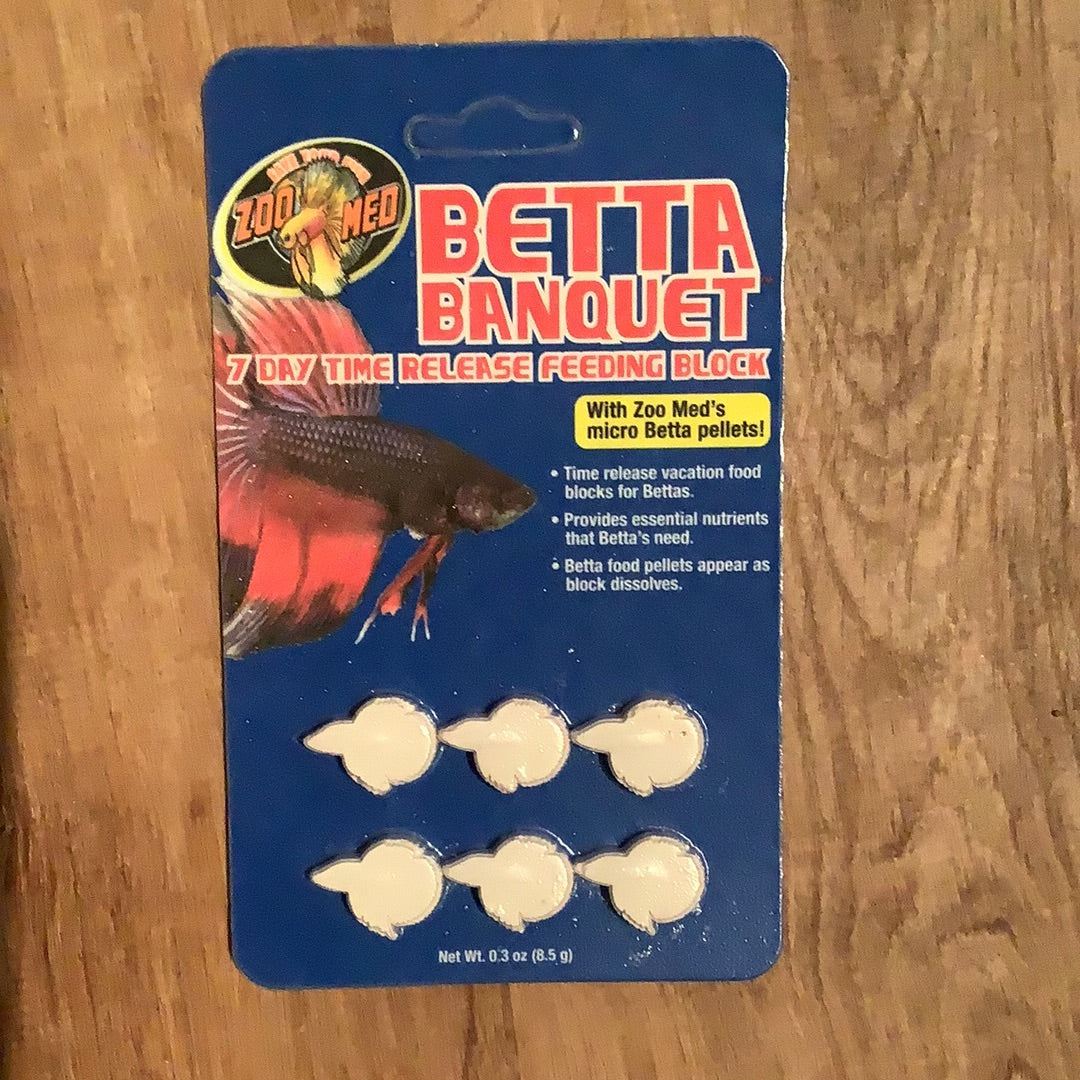 ZOO MED
BETTA
BANQUET™
7 DAY TIME RELEASE FEEDING BLOCK
With Zoo Med's
micro Betta pellets!
• Time release vacation food
blocks for Bettas.
• Provides essential nutrients
that Betta's need.
• Betta food pellets appear as
block dissolves.
Net Wt. 0.3 oz (8.5 g)